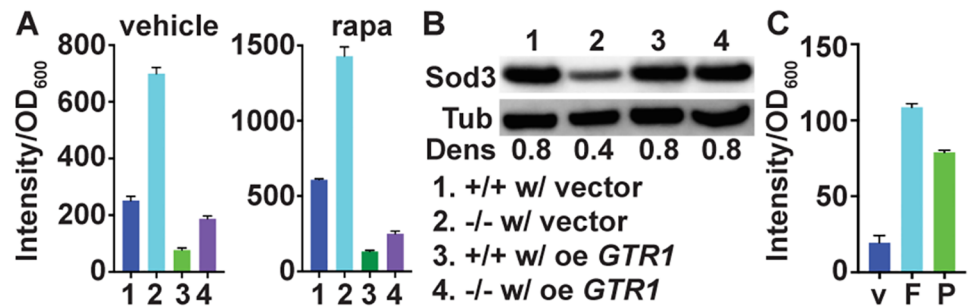 A vehicle rapa
Intensity/OD600
800
600
400
200
0
1 2 3 4
1500
1000
500
0
1 2 3 4
B
1 2 3 4
Sod3
Tub
Dens 0.8 0.4 0.8 0.8
1. +/+ w/ vector
2. -/- w/ vector
3. +/+ w/ oe GTR1
4. -/- w/ oe GTR1
C
Intensity/OD600
150
100
50
0
v F P